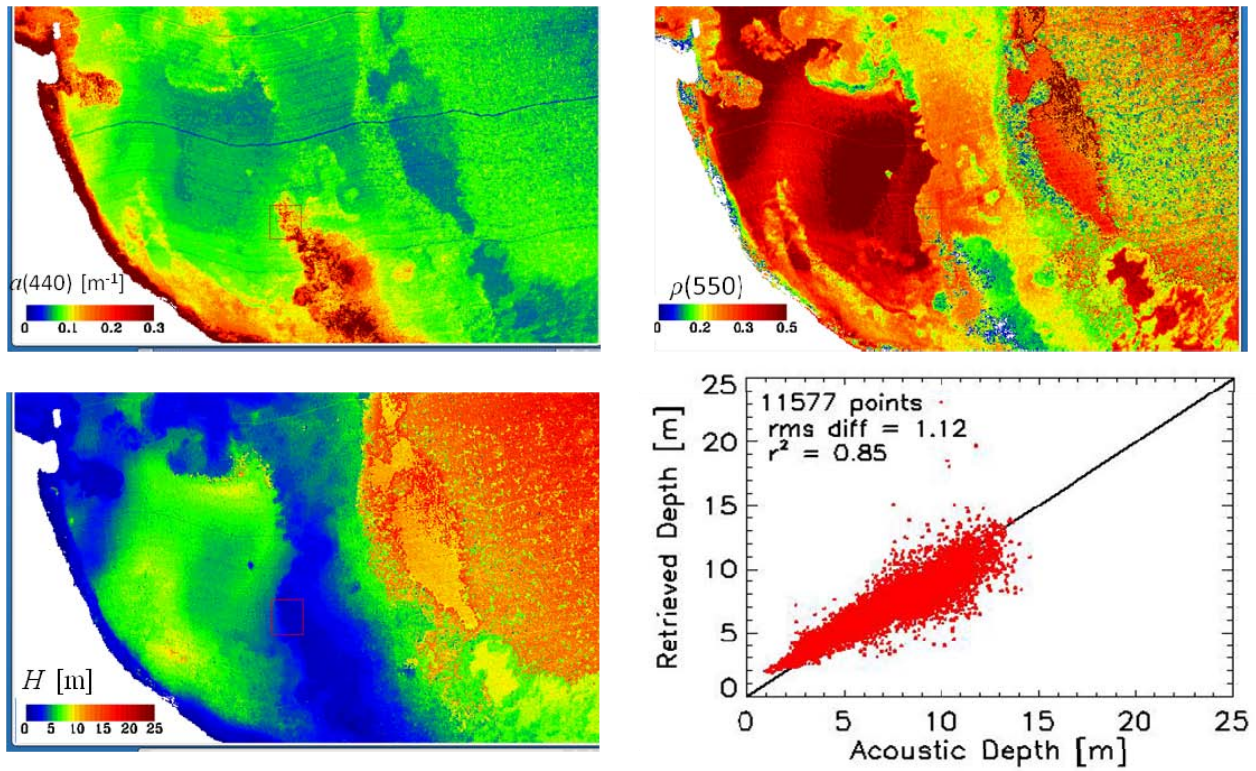 a(440) [m⁻¹]
0 0.1 0.2 0.3
ρ(550)
0 0.2 0.3 0.5
H [m]
0 5 10 15 20 25
25
20
15
10
5
0
Retrieved Depth [m]
11577 points
rms diff = 1.12
r² = 0.85
0 5 10 15 20 25
Acoustic Depth [m]